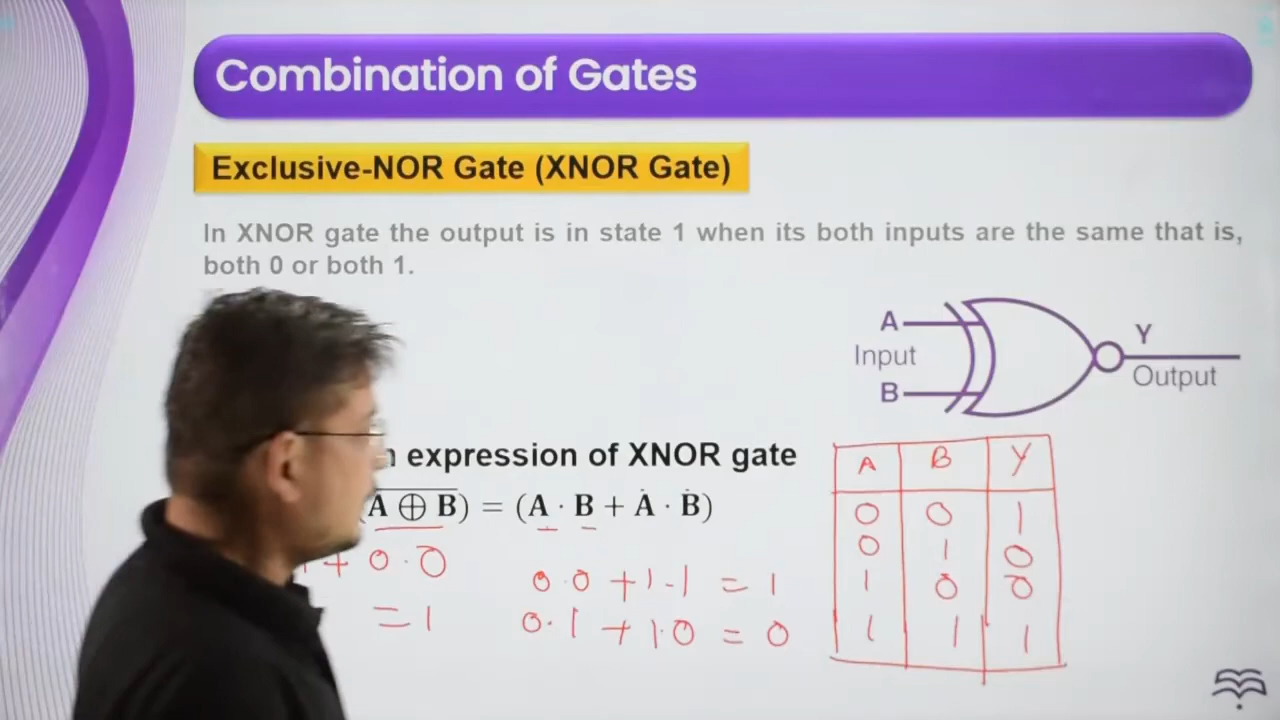 Combination of Gates
Exclusive-NOR Gate (XNOR Gate)
In XNOR gate the output is in state 1 when its both inputs are the same that is,
both 0 or both 1.
A
Input
B
Y
Output
expression of XNOR gate
(A ⊕ B)̅ = (A · B + Ȧ · Ḃ)
+ 0.0
= 1
0.0 + 1.1 = 1
0.1 + 1.0 = 0
A B Y
0 0 1
0 1 0
1 0 0
1 1 1